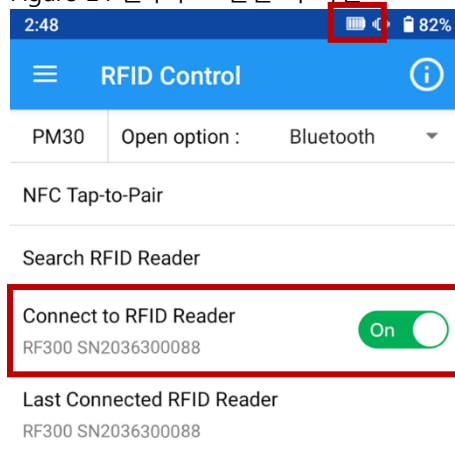 2:48 82%
RFID Control
PM30 Open option : Bluetooth
NFC Tap-to-Pair
Search RFID Reader
Connect to RFID Reader
On
RF300 SN2036300088
Last Connected RFID Reader
RF300 SN2036300088